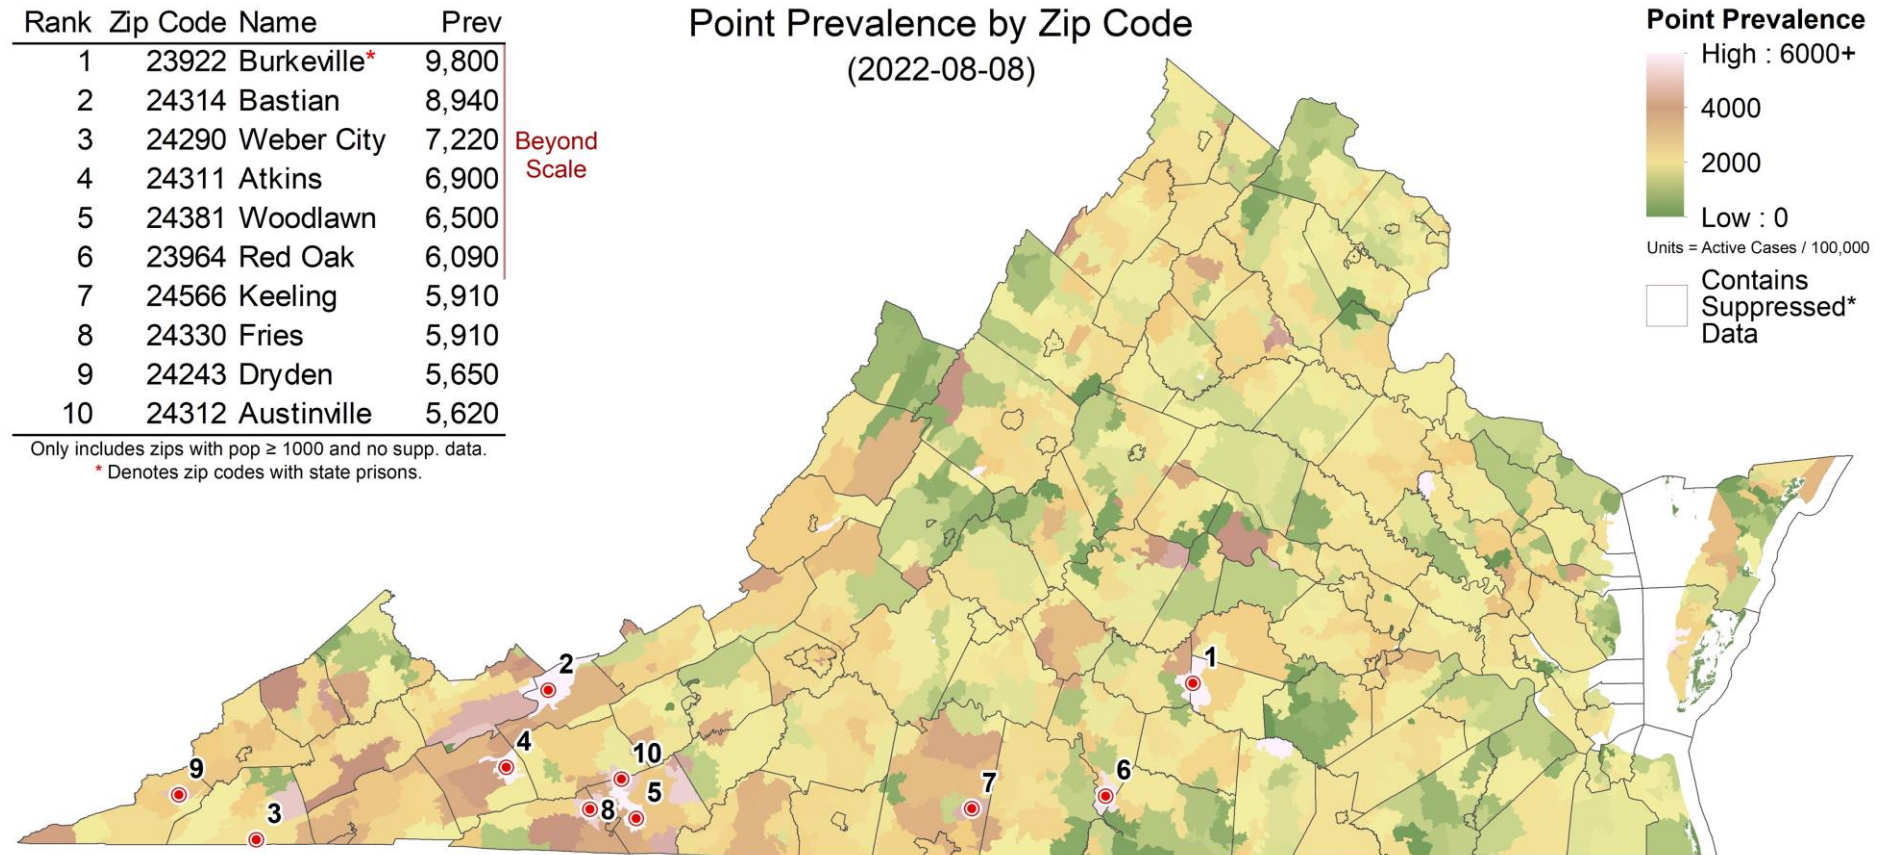 Point Prevalence by Zip Code
(2022-08-08)
Rank Zip Code Name Prev
1 23922 Burkeville* 9,800
2 24314 Bastian 8,940
3 24290 Weber City 7,220
4 24311 Atkins 6,900
5 24381 Woodlawn 6,500
6 23964 Red Oak 6,090
7 24566 Keeling 5,910
8 24330 Fries 5,910
9 24243 Dryden 5,650
10 24312 Austinville 5,620
Beyond
Scale
Only includes zips with pop ≥ 1000 and no supp. data.
* Denotes zip codes with state prisons.
Point Prevalence
High : 6000+
4000
2000
Low : 0
Units = Active Cases / 100,000
Contains
Suppressed*
Data
1
2
4
10
9
5
3
8
7
6